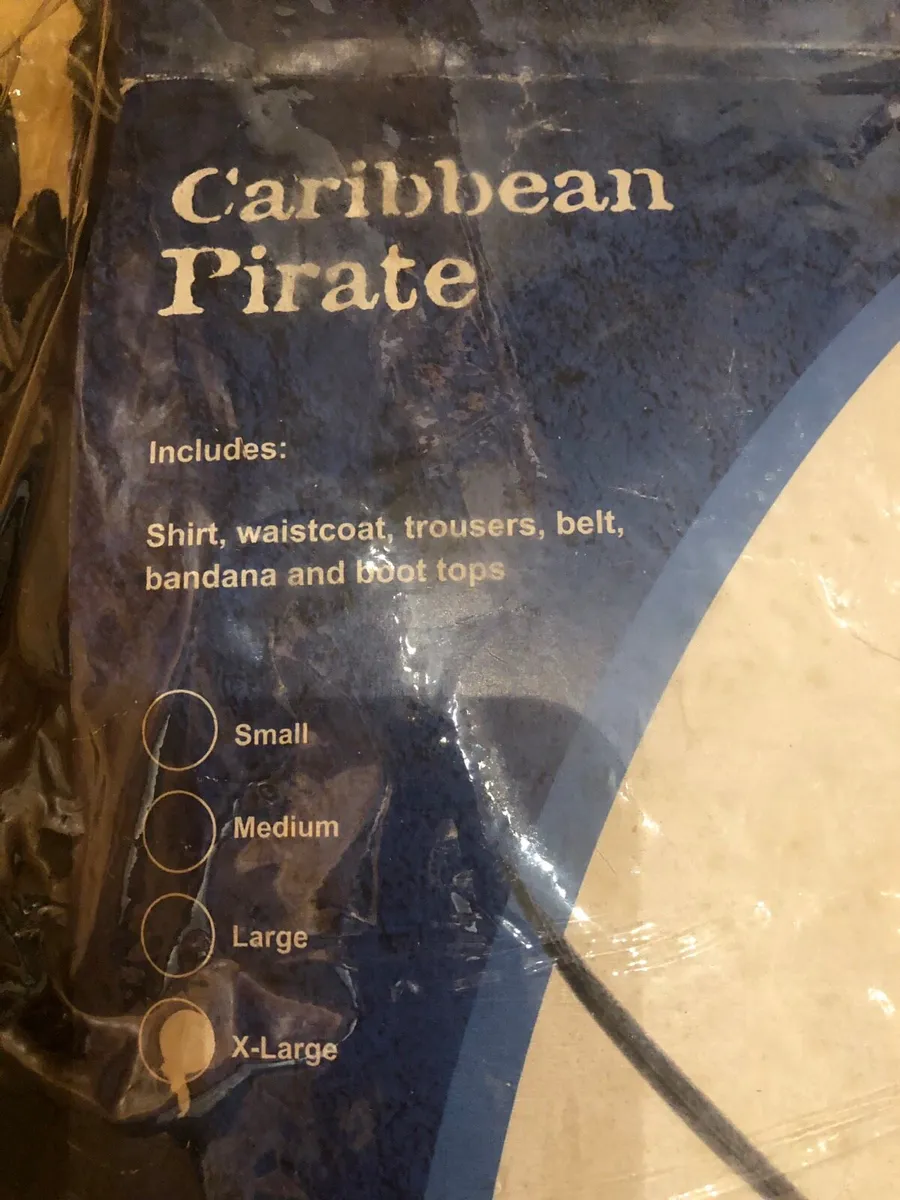 Caribbean
Pirate
Includes:
Shirt, waistcoat, trousers, belt,
bandana and boot tops
Small
Medium
Large
X-Large